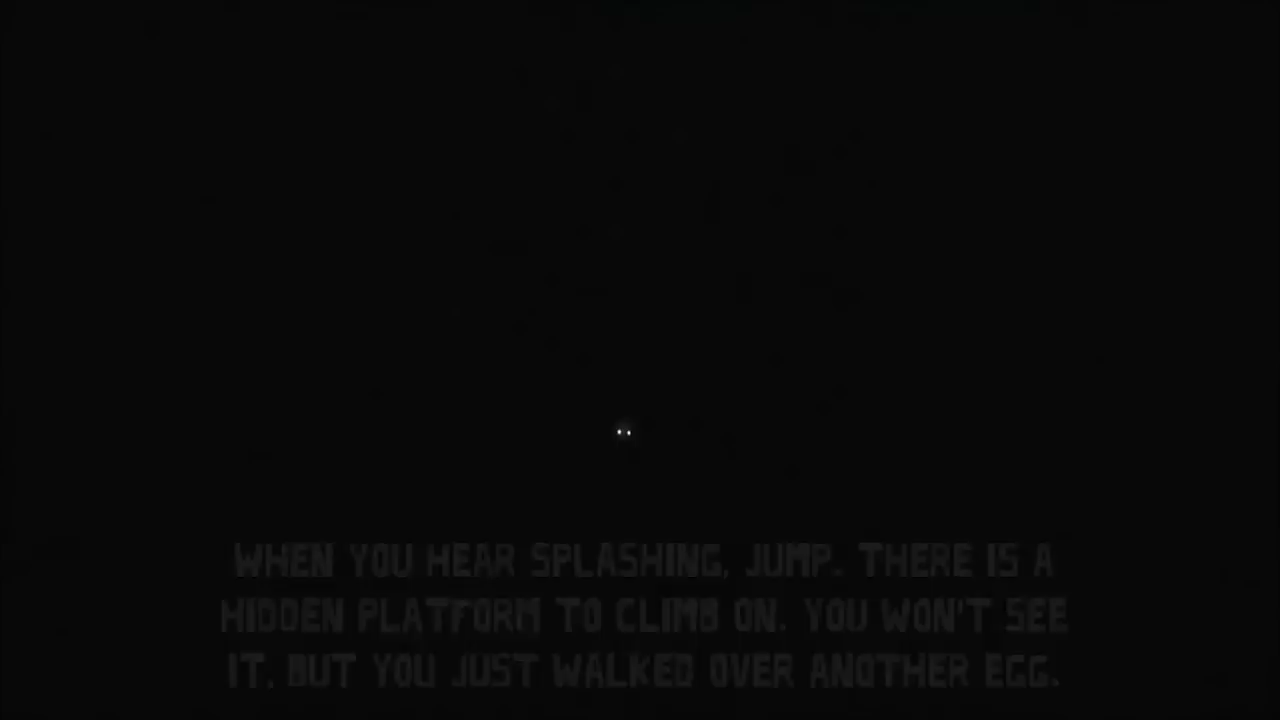 WHEN YOU HEAR SPLASHING, JUMP. THERE IS A
HIDDEN PLATFORM TO CLIMB ON. YOU WON'T SEE
IT, BUT YOU JUST WALKED OVER ANOTHER EGG.